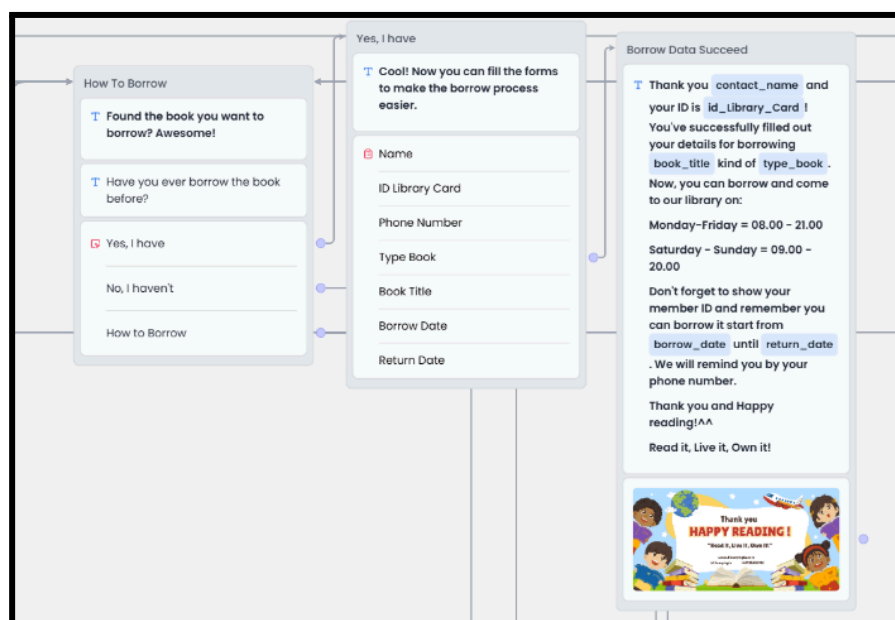 How To Borrow
Found the book you want to
borrow? Awesome!
Have you ever borrow the book
before?
Yes, I have
No, I haven't
How to Borrow
Yes, I have
Cool! Now you can fill the forms
to make the borrow process
easier.
Name
ID Library Card
Phone Number
Type Book
Book Title
Borrow Date
Return Date
Borrow Data Succeed
Thank you contact_name and
your ID is id_Library_Card !
You've successfully filled out
your details for borrowing
book_title kind of type_book .
Now, you can borrow and come
to our library on:
Monday-Friday = 08.00 - 21.00
Saturday - Sunday = 09.00 -
20.00
Don't forget to show your
member ID and remember you
can borrow it start from
borrow_date until return_date
. We will remind you by your
phone number.
Thank you and Happy
reading!^^
Read it, Live it, Own it!
Thank you
HAPPY READING !
"Read it, Live it, Own it!"